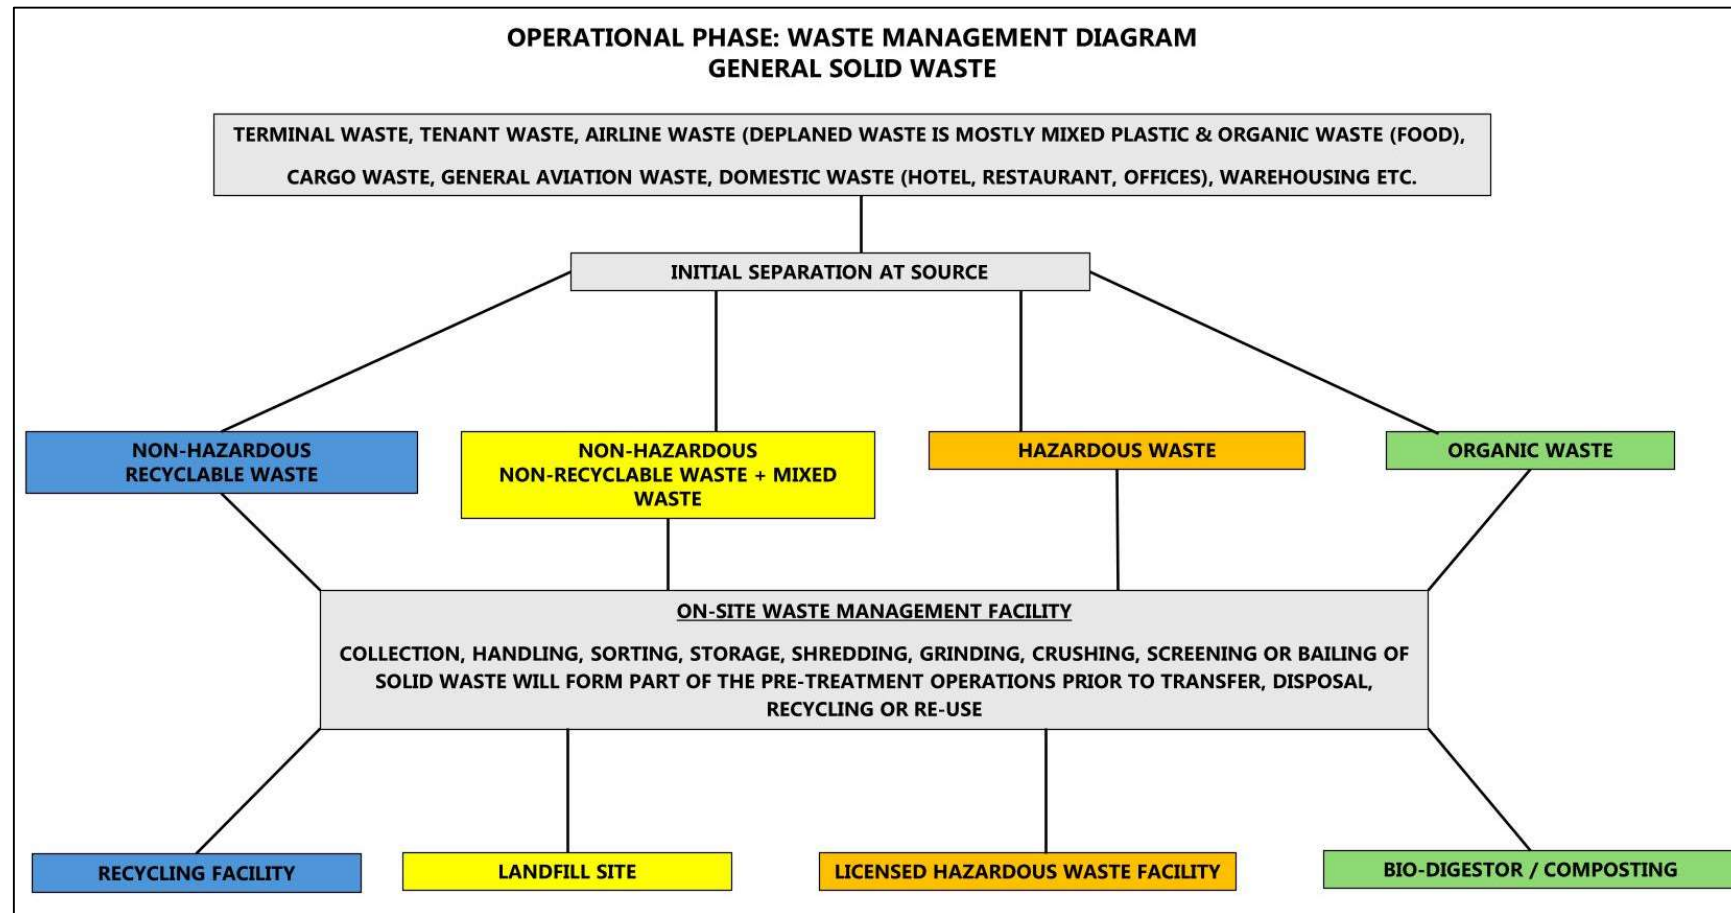 OPERATIONAL PHASE: WASTE MANAGEMENT DIAGRAM
GENERAL SOLID WASTE
TERMINAL WASTE, TENANT WASTE, AIRLINE WASTE (DEPLANED WASTE IS MOSTLY MIXED PLASTIC & ORGANIC WASTE (FOOD),
CARGO WASTE, GENERAL AVIATION WASTE, DOMESTIC WASTE (HOTEL, RESTAURANT, OFFICES), WAREHOUSING ETC.
INITIAL SEPARATION AT SOURCE
NON-HAZARDOUS
RECYCLABLE WASTE
NON-HAZARDOUS
NON-RECYCLABLE WASTE + MIXED
WASTE
HAZARDOUS WASTE
ORGANIC WASTE
ON-SITE WASTE MANAGEMENT FACILITY
COLLECTION, HANDLING, SORTING, STORAGE, SHREDDING, GRINDING, CRUSHING, SCREENING OR BAILING OF
SOLID WASTE WILL FORM PART OF THE PRE-TREATMENT OPERATIONS PRIOR TO TRANSFER, DISPOSAL,
RECYCLING OR RE-USE
RECYCLING FACILITY
LANDFILL SITE
LICENSED HAZARDOUS WASTE FACILITY
BIO-DIGESTOR / COMPOSTING